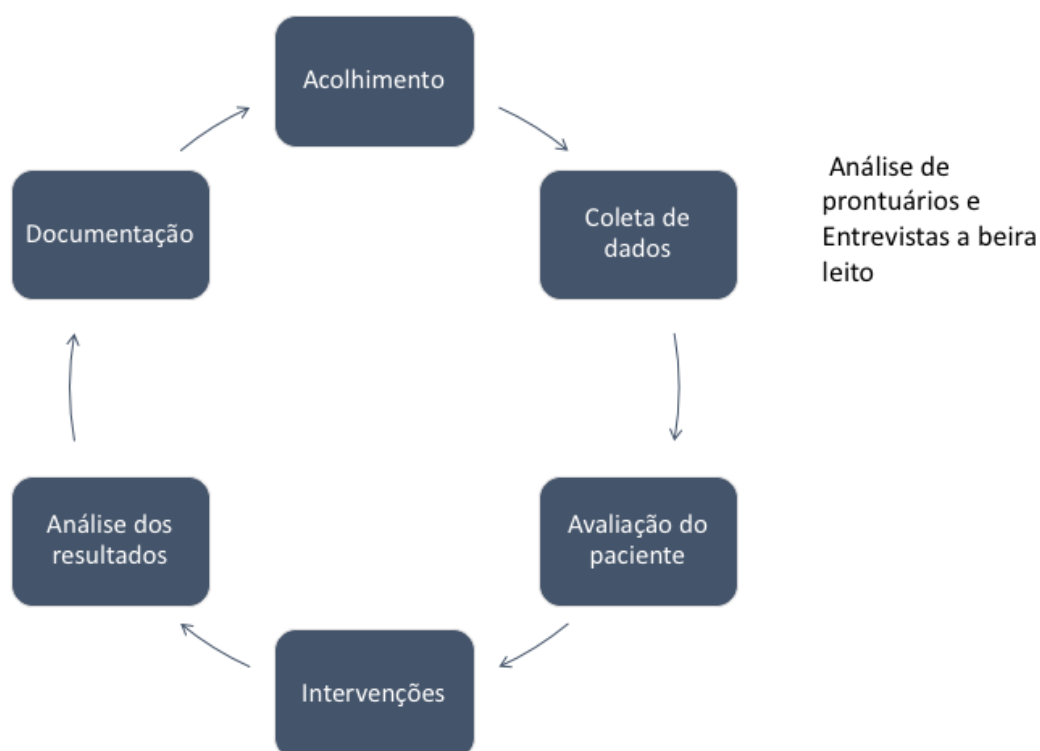 Acolhimento
Coleta de
dados
Análise de
prontuários e
Entrevistas a beira
leito
Avaliação do
paciente
Intervenções
Análise dos
resultados
Documentação